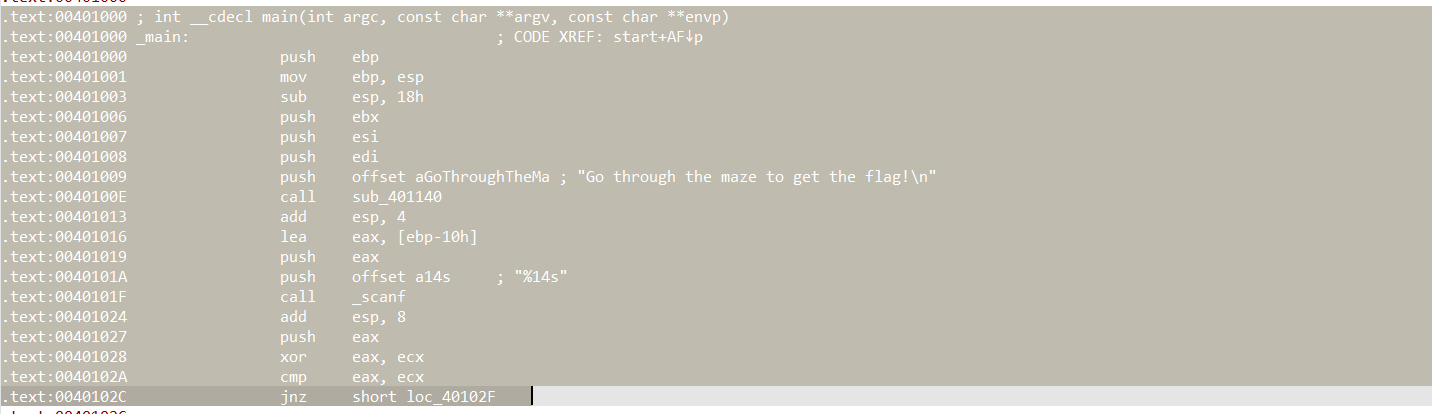 .text:00401000 ; int __cdecl main(int argc, const char **argv, const char **envp)
.text:00401000 _main: ; CODE XREF: start+AF↓p
.text:00401000 push ebp
.text:00401001 mov ebp, esp
.text:00401003 sub esp, 18h
.text:00401006 push ebx
.text:00401007 push esi
.text:00401008 push edi
.text:00401009 push offset aGoThroughTheMa ; "Go through the maze to get the flag!\n"
.text:0040100E call sub_401140
.text:00401013 add esp, 4
.text:00401016 lea eax, [ebp-10h]
.text:00401019 push eax
.text:0040101A push offset a14s ; "%14s"
.text:0040101F call _scanf
.text:00401024 add esp, 8
.text:00401027 push eax
.text:00401028 xor eax, ecx
.text:0040102A cmp eax, ecx
.text:0040102C jnz short loc_40102F